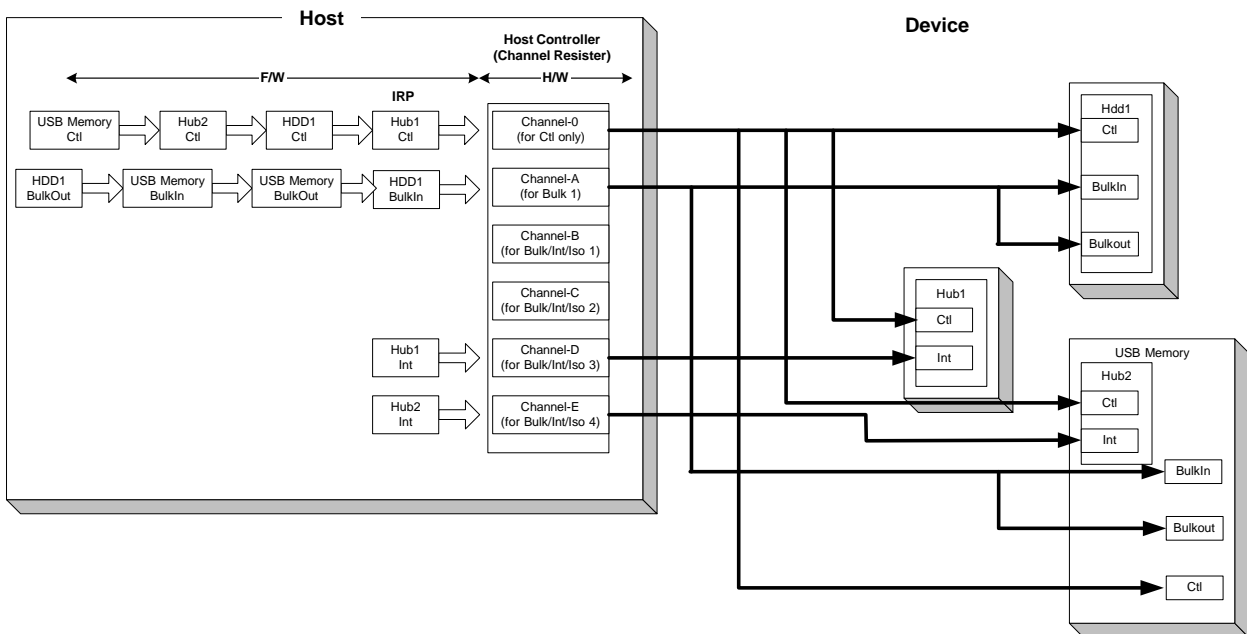 Host
Device
Host Controller
(Channel Resister)
F/W
H/W
IRP
USB Memory
Ctl
Hub2
Ctl
HDD1
Ctl
Hub1
Ctl
Channel-0
(for Ctl only)
HDD1
BulkOut
USB Memory
BulkIn
USB Memory
BulkOut
HDD1
BulkIn
Channel-A
(for Bulk 1)
Channel-B
(for Bulk/Int/Iso 1)
Channel-C
(for Bulk/Int/Iso 2)
Hub1
Int
Channel-D
(for Bulk/Int/Iso 3)
Hub2
Int
Channel-E
(for Bulk/Int/Iso 4)
Hdd1
Ctl
BulkIn
Bulkout
Hub1
Ctl
Int
USB Memory
Hub2
Ctl
Int
BulkIn
Bulkout
Ctl